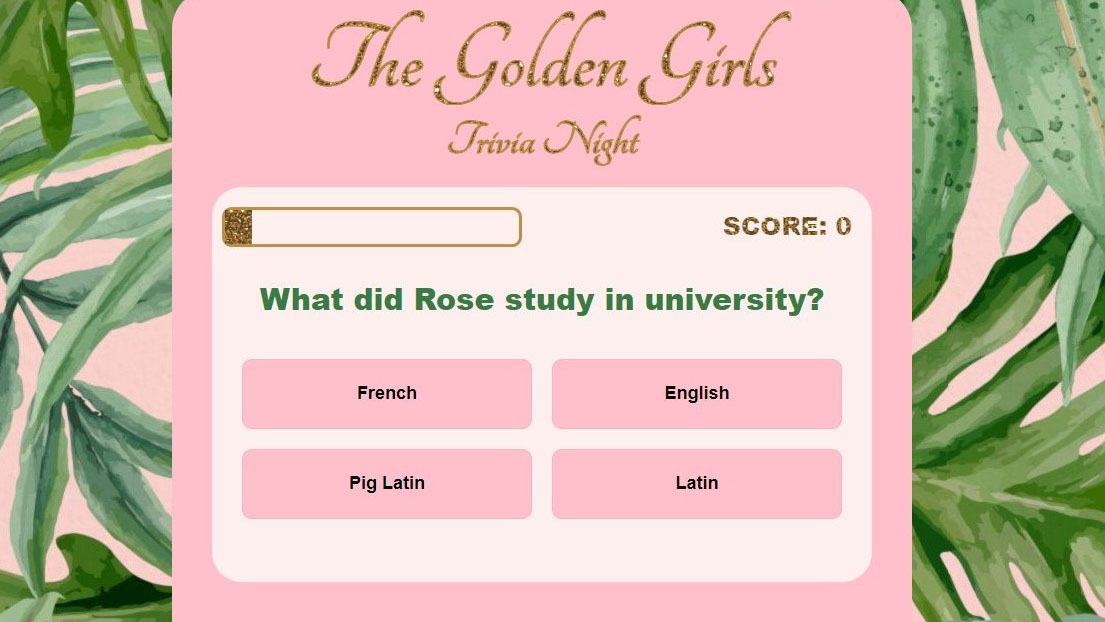 The Golden Girls
Trivia Night
SCORE: 0
What did Rose study in university?
French
English
Pig Latin
Latin